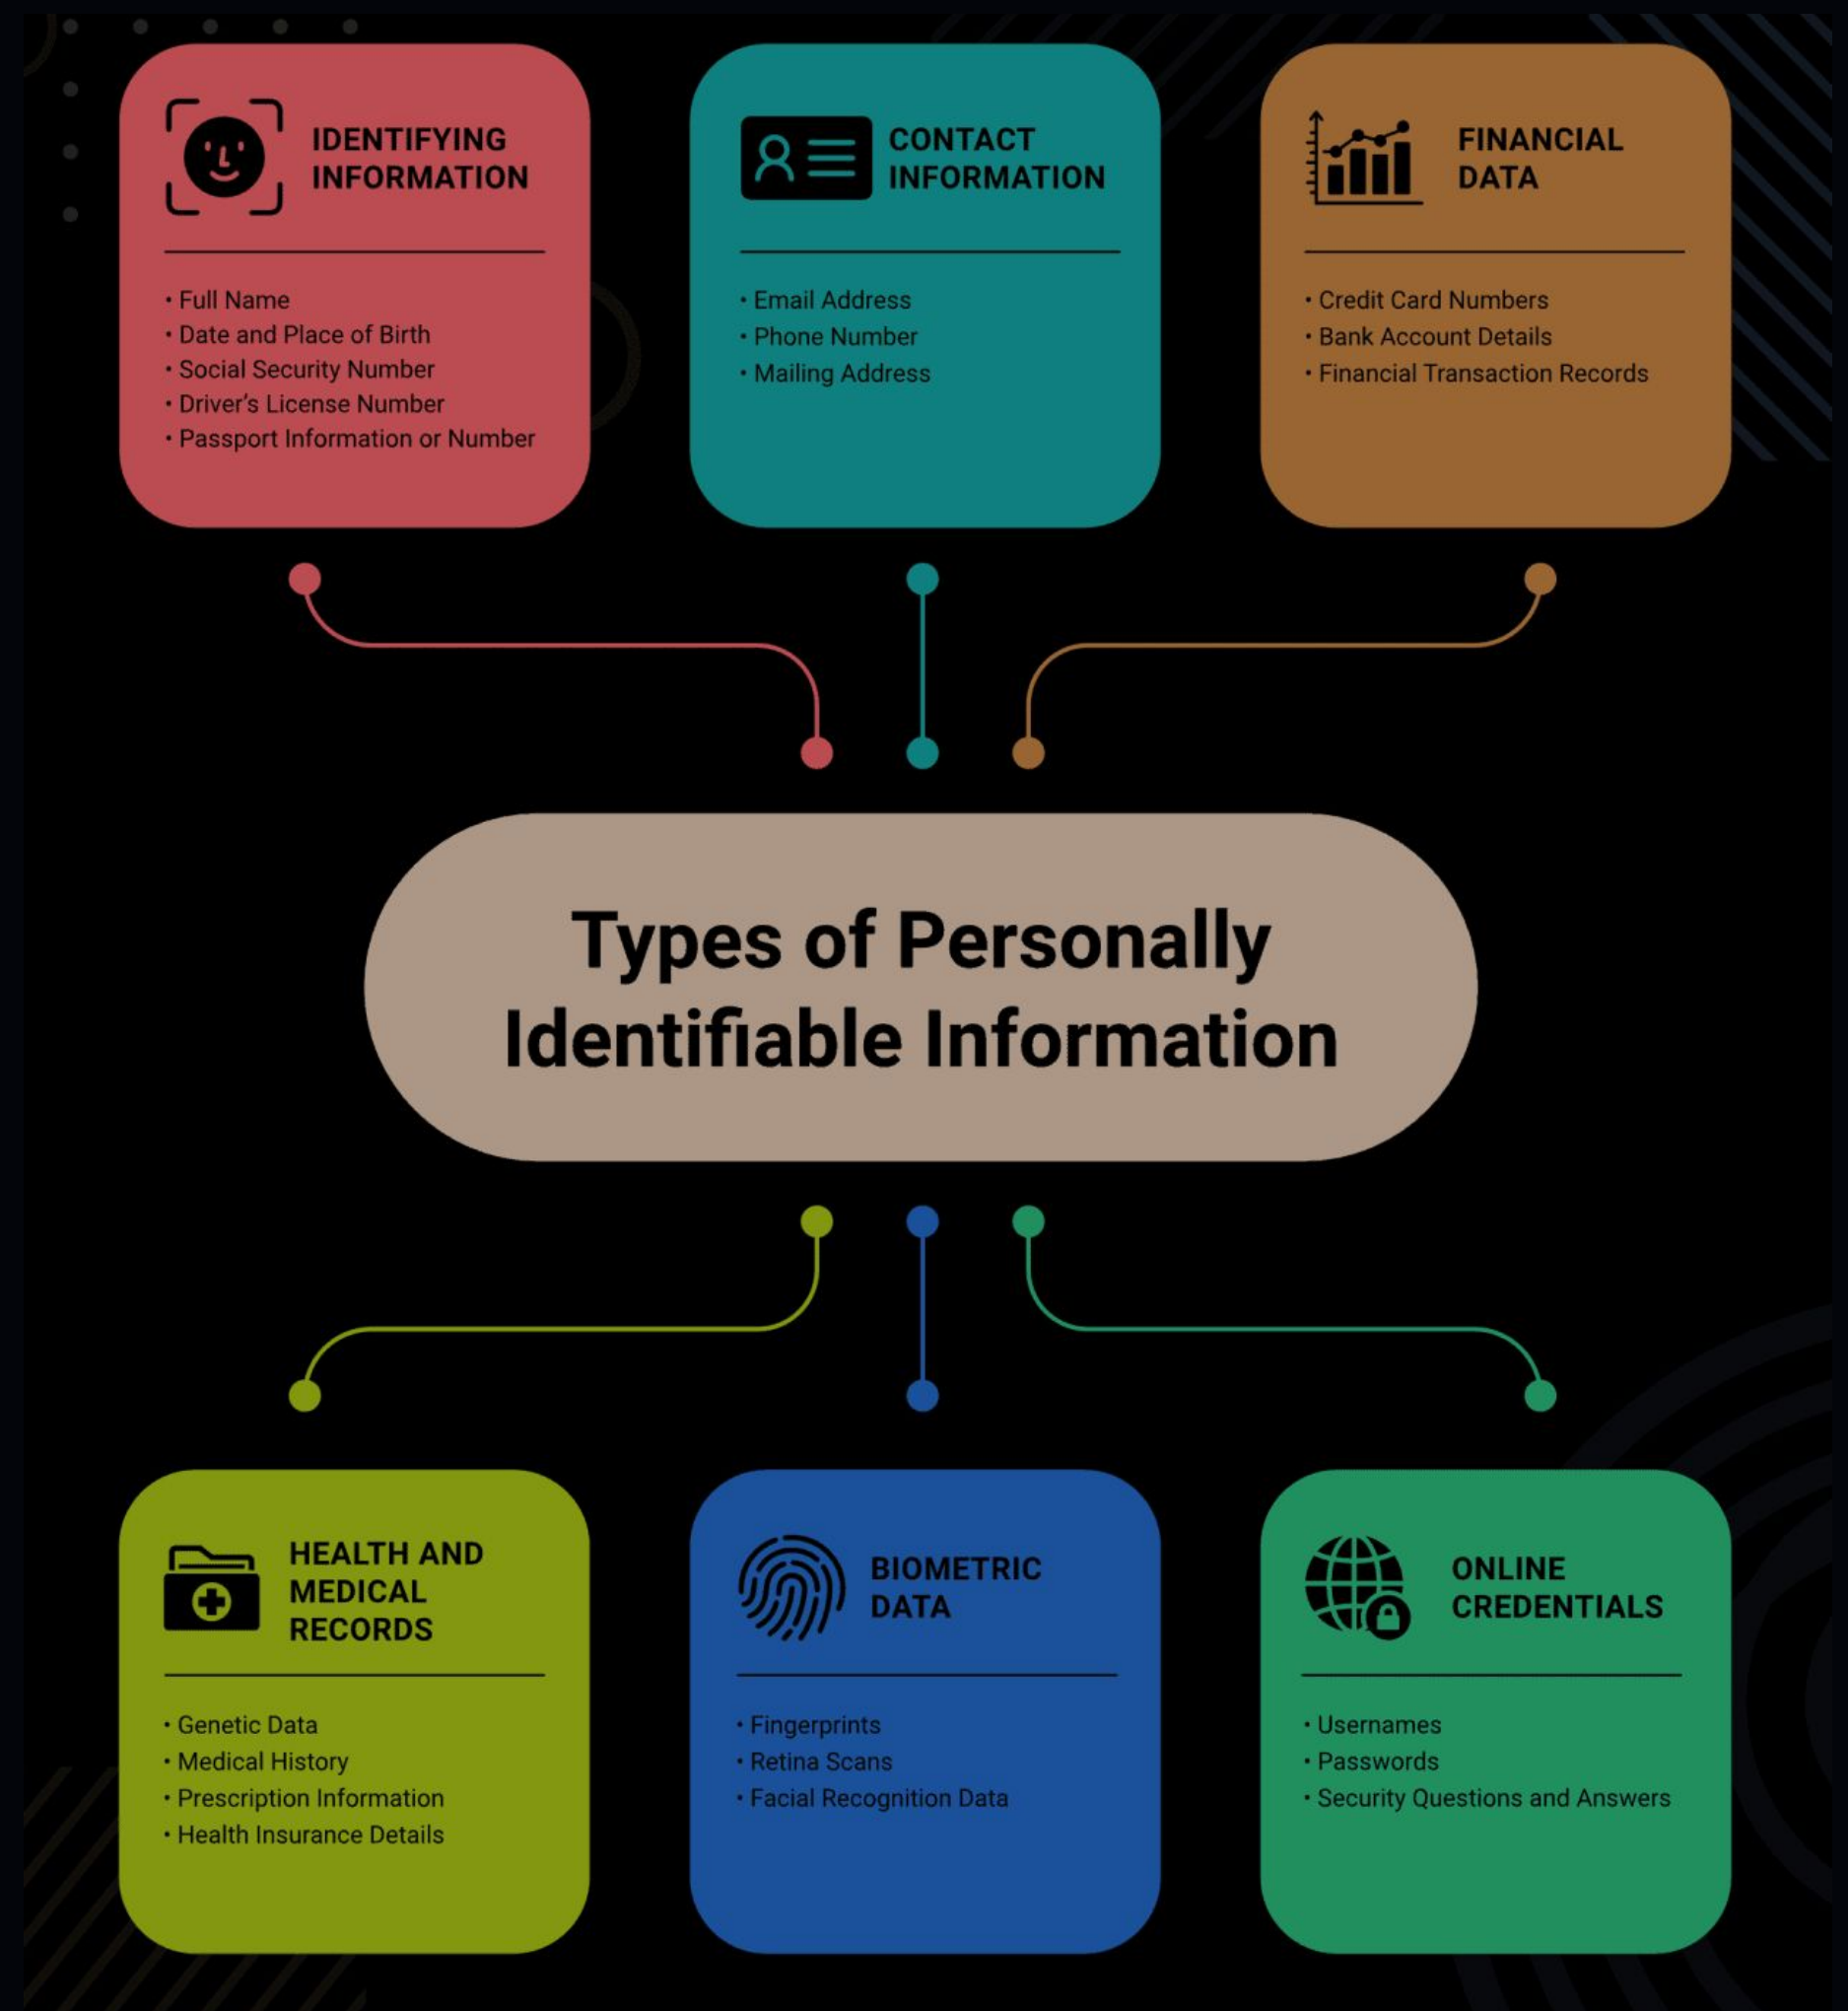 IDENTIFYING
INFORMATION
• Full Name
• Date and Place of Birth
• Social Security Number
• Driver’s License Number
• Passport Information or Number
CONTACT
INFORMATION
• Email Address
• Phone Number
• Mailing Address
FINANCIAL
DATA
• Credit Card Numbers
• Bank Account Details
• Financial Transaction Records
Types of Personally
Identifiable Information
HEALTH AND
MEDICAL
RECORDS
• Genetic Data
• Medical History
• Prescription Information
• Health Insurance Details
BIOMETRIC
DATA
• Fingerprints
• Retina Scans
• Facial Recognition Data
ONLINE
CREDENTIALS
• Usernames
• Passwords
• Security Questions and Answers